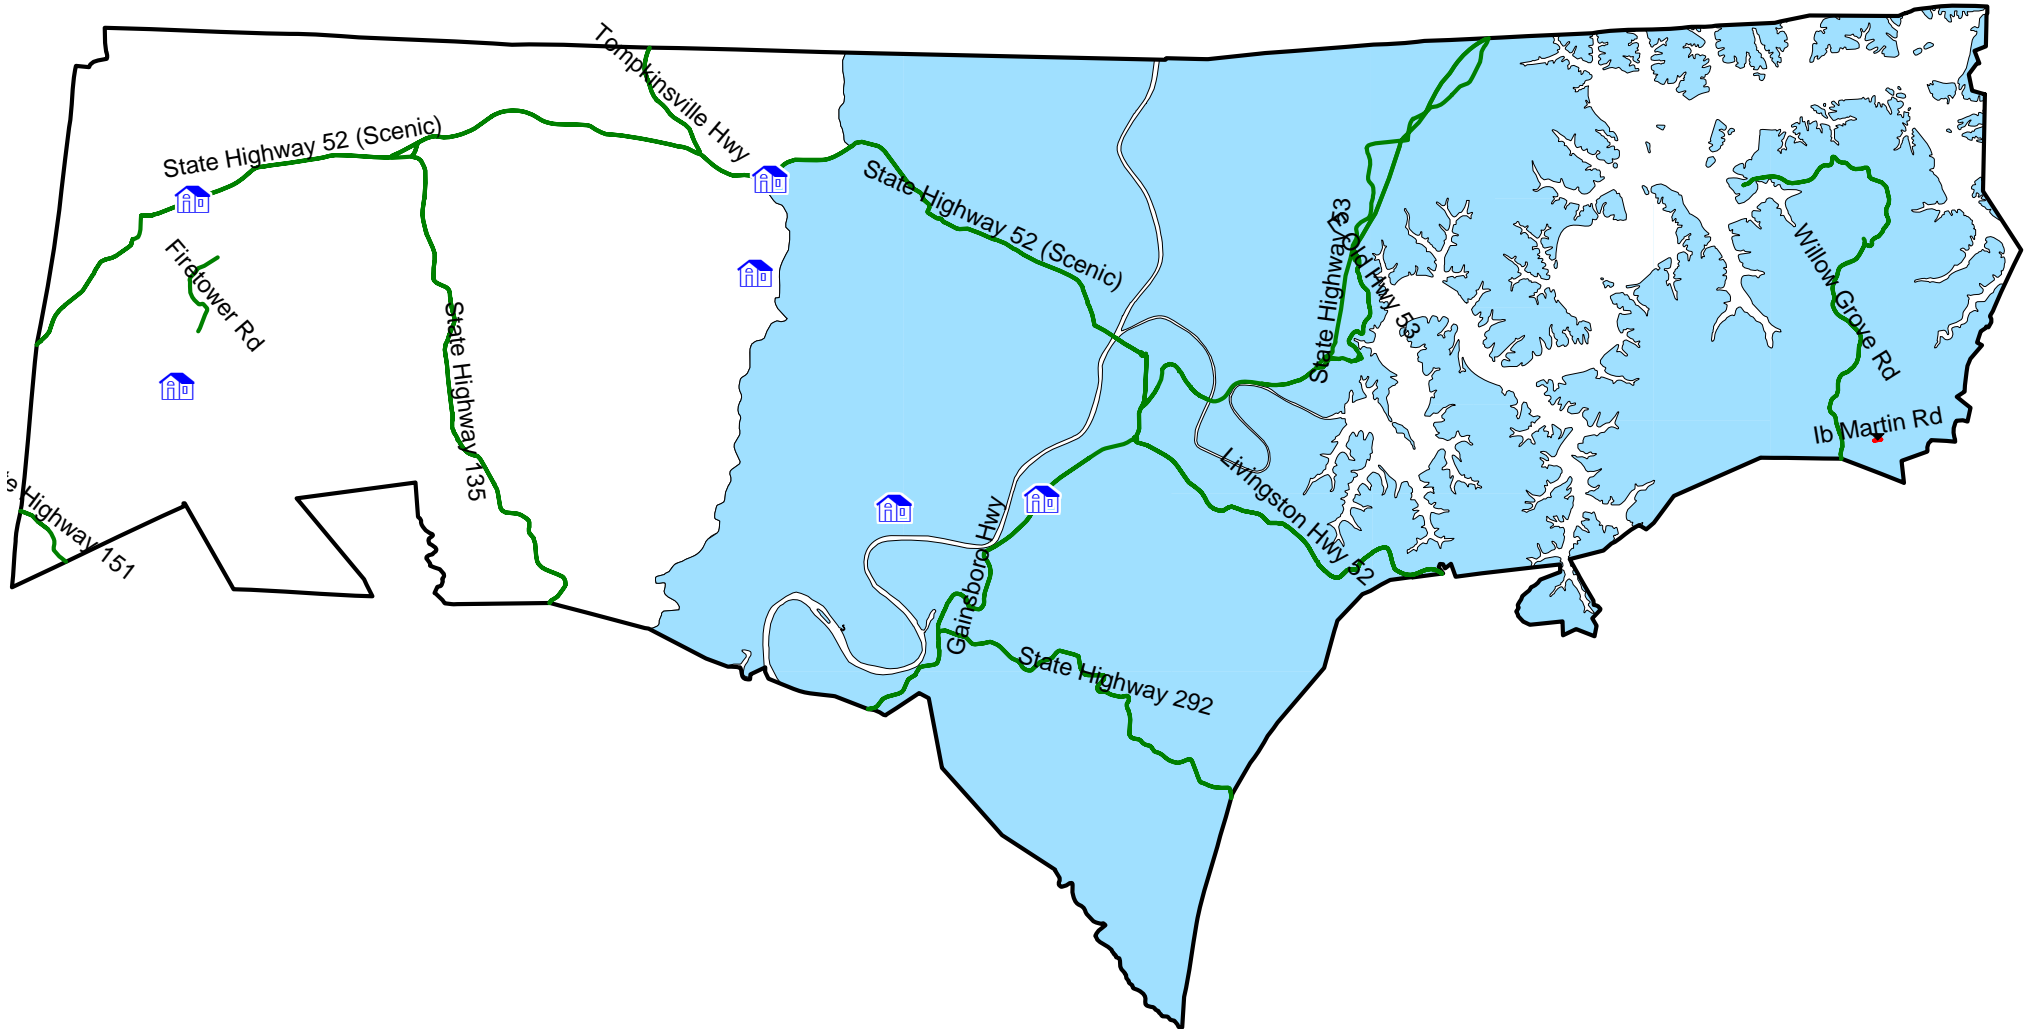 Tompkinsville Hwy
State Highway 52 (Scenic)
State Highway 52 (Scenic)
State Highway 53
Old Hwy 53
Willow Grove Rd
Firetower Rd
State Highway 135
Ib Martin Rd
Livingston Hwy 52
Highway 151
Gainsboro Hwy
State Highway 292